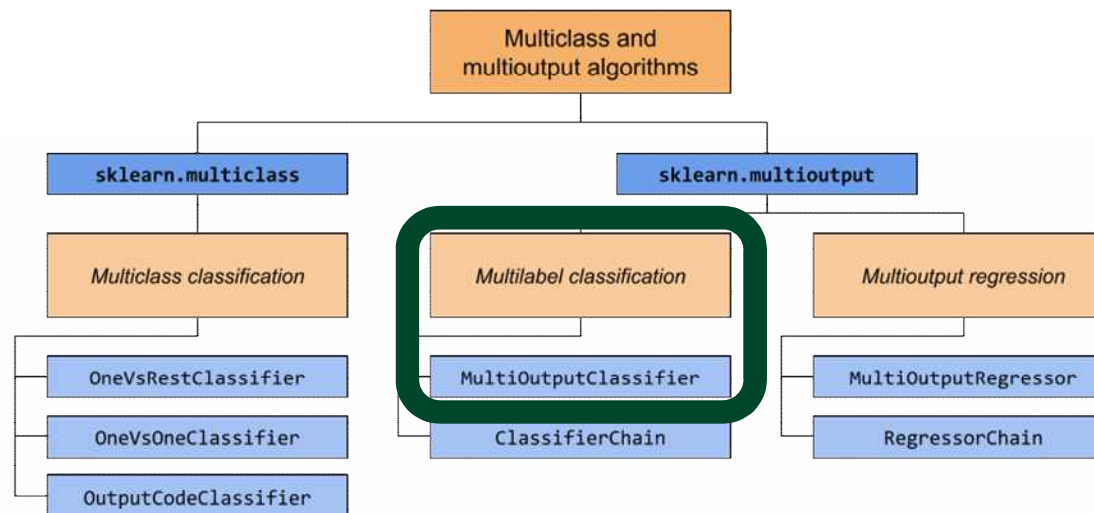 Multiclass and
multioutput algorithms
sklearn.multiclass
sklearn.multioutput
Multiclass classification
Multilabel classification
Multioutput regression
OneVsRestClassifier
MultiOutputClassifier
MultiOutputRegressor
OneVsOneClassifier
ClassifierChain
RegressorChain
OutputCodeClassifier